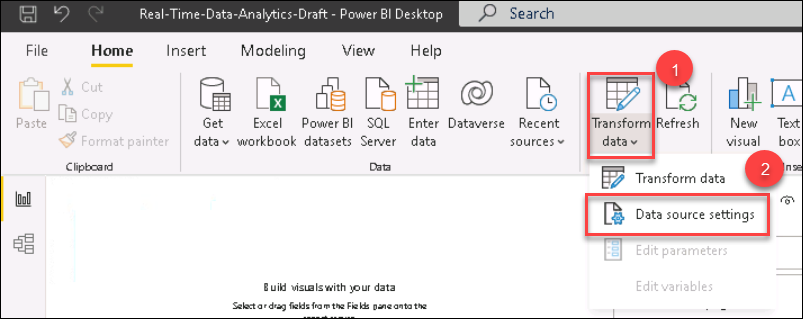 Real-Time-Data-Analytics-Draft - Power BI Desktop
Search
File Home Insert Modeling View Help
1
Paste
Cut
Copy
Format painter
Get data
Excel workbook
Power BI datasets
SQL Server
Enter data
Dataverse
Recent sources
Transform data
Refresh
New visual
Text box
Clipboard
Data
2
Transform data
Data source settings
Edit parameters
Edit variables
Build visuals with your data
Select or drag fields from the Fields pane onto the